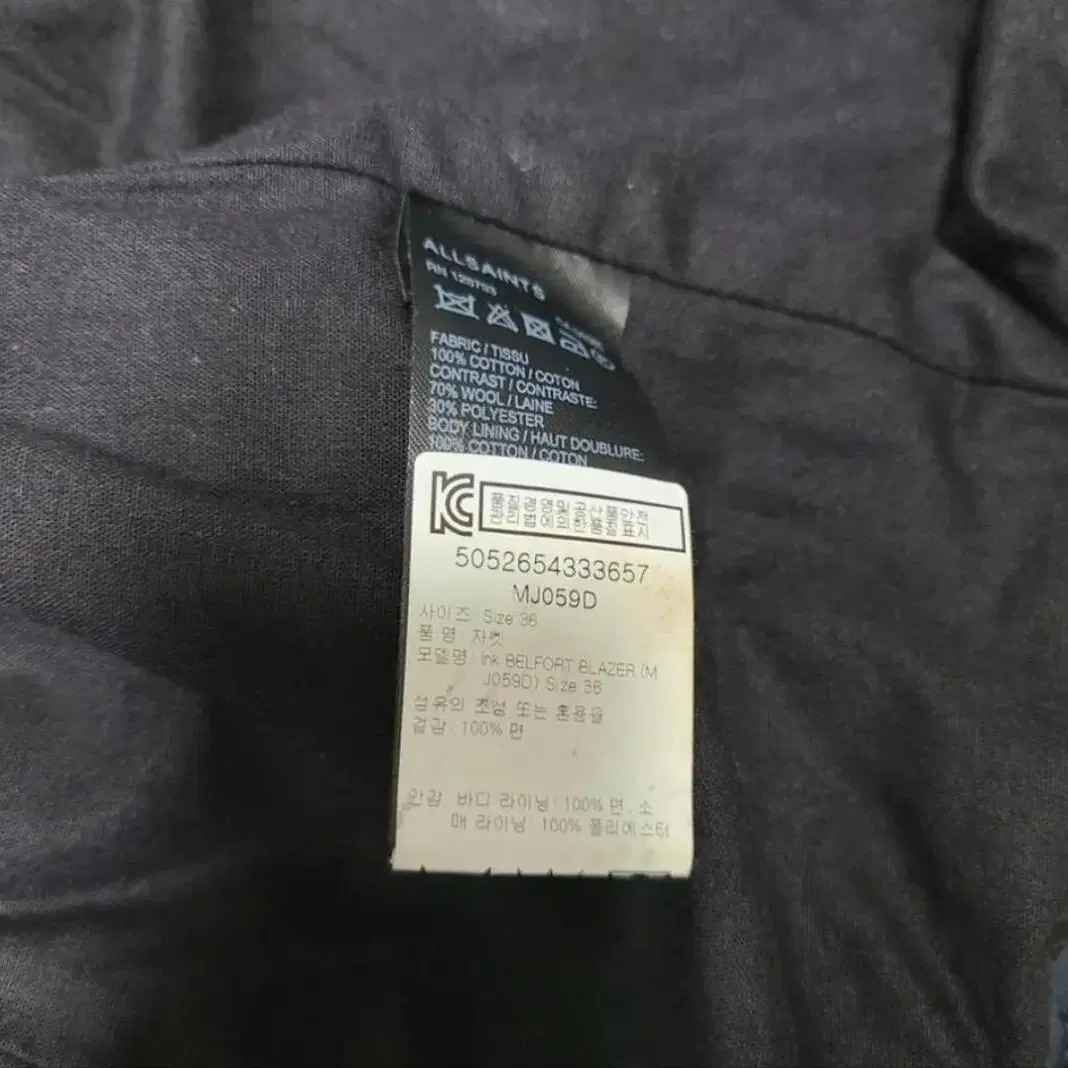 ALLSAINTS
RN 128793
FABRIC / TISSU
100% COTTON / COTON
CONTRAST / CONTRASTE:
70% WOOL / LAINE
30% POLYESTER
BODY LINING / HAUT DOUBLURE:
100% COTTON / COTON
품질경영및공산품안전
관리법에의한품질표시
5052654333657
MJ059D
사이즈: Size 36
품명: 자켓
모델명: Ink BELFORT BLAZER (M
J059D) Size 36
섬유의 조성 또는 혼용율
겉감: 100% 면
안감: 바디 라이닝: 100% 면, 소
매 라이닝: 100% 폴리에스터